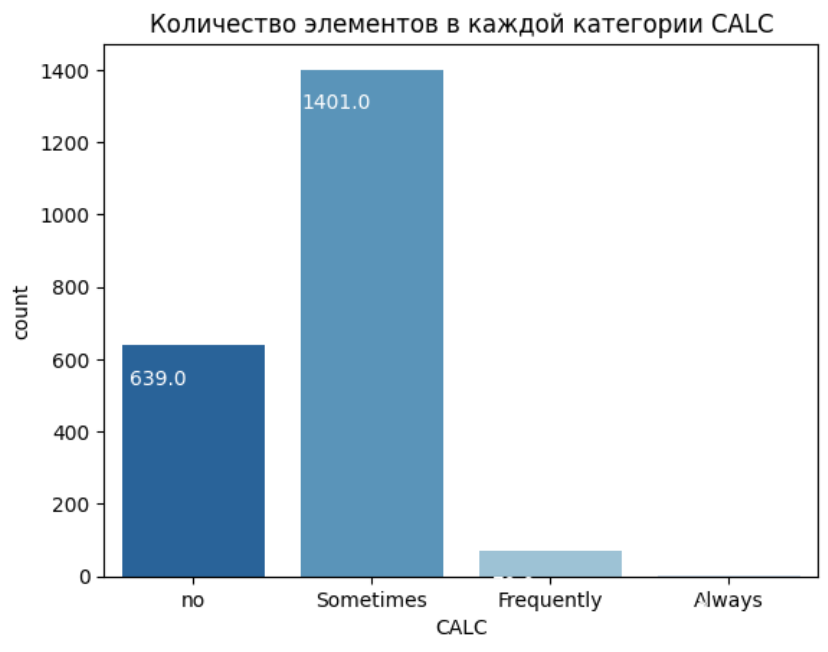 Количество элементов в каждой категории CALC
1400
1200
1000
800
600
400
200
0
count
1401.0
639.0
no
Sometimes
Frequently
Always
CALC